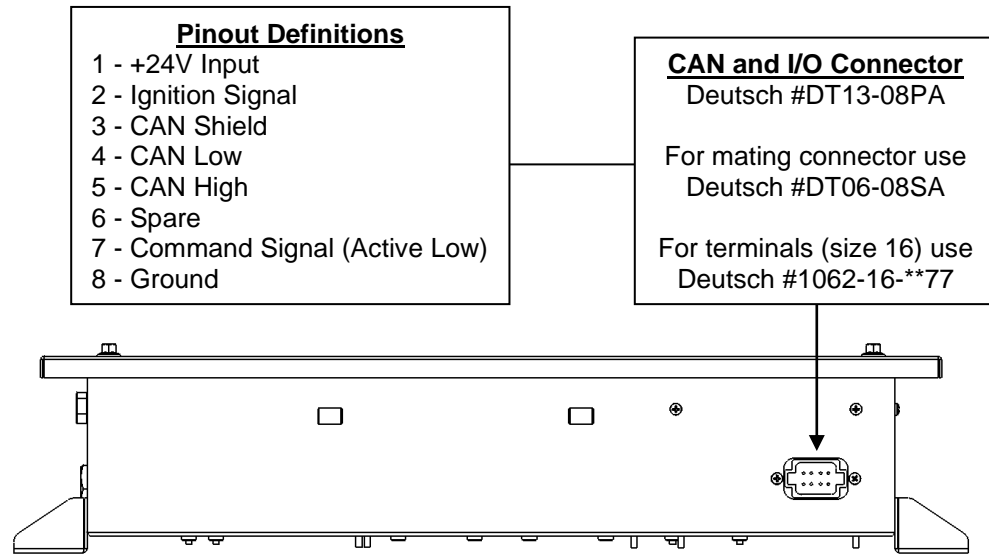 Pinout Definitions
1 - +24V Input
2 - Ignition Signal
3 - CAN Shield
4 - CAN Low
5 - CAN High
6 - Spare
7 - Command Signal (Active Low)
8 - Ground
CAN and I/O Connector
Deutsch #DT13-08PA
For mating connector use
Deutsch #DT06-08SA
For terminals (size 16) use
Deutsch #1062-16-**77